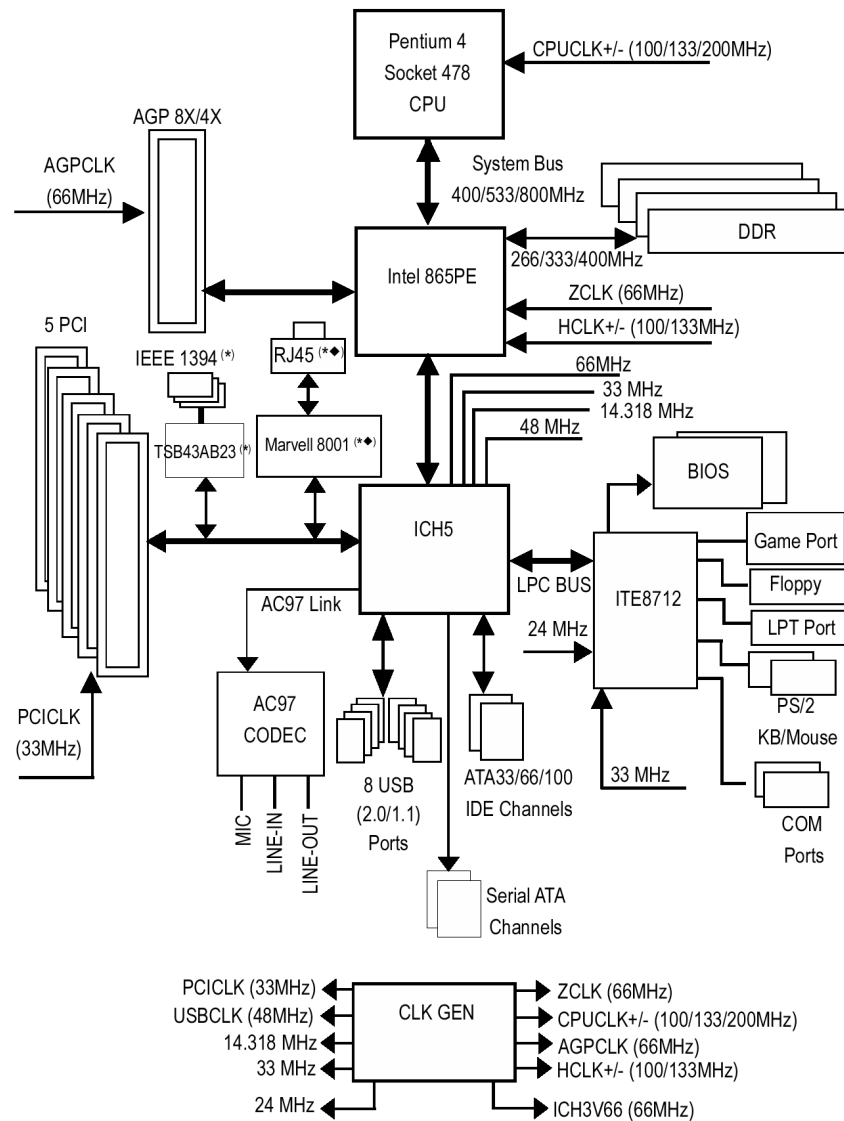 Pentium 4
Socket 478
CPU
CPUCLK+/- (100/133/200MHz)
AGP 8X/4X
AGPCLK
(66MHz)
System Bus
400/533/800MHz
DDR
266/333/400MHz
Intel 865PE
ZCLK (66MHz)
HCLK+/- (100/133MHz)
5 PCI
IEEE 1394 (*)
RJ45 (*◆)
66MHz
33 MHz
14.318 MHz
48 MHz
TSB43AB23 (*)
Marvell 8001 (*◆)
BIOS
ICH5
Game Port
LPC BUS
ITE8712
Floppy
AC97 Link
24 MHz
LPT Port
PS/2
KB/Mouse
AC97
CODEC
PCICLK
(33MHz)
33 MHz
8 USB
(2.0/1.1)
Ports
ATA33/66/100
IDE Channels
MIC
LINE-IN
LINE-OUT
COM
Ports
Serial ATA
Channels
CLK GEN
PCICLK (33MHz)
USBCLK (48MHz)
14.318 MHz
33 MHz
24 MHz
ZCLK (66MHz)
CPUCLK+/- (100/133/200MHz)
AGPCLK (66MHz)
HCLK+/- (100/133MHz)
ICH3V66 (66MHz)